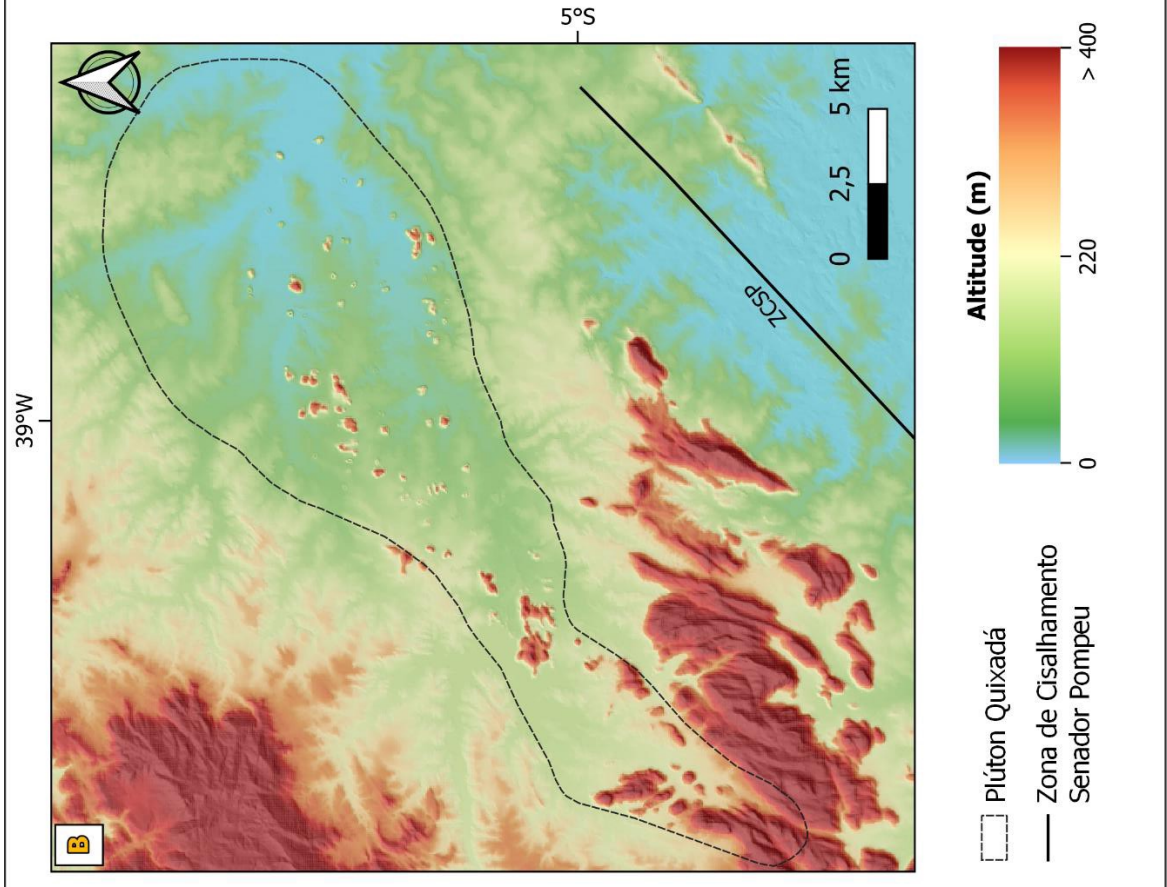 39°W
B
5°S
ZCSP
0 2,5 5 km
Plúton Quixadá
Zona de Cisalhamento
Senador Pompeu
Altitude (m)
0 220 > 400